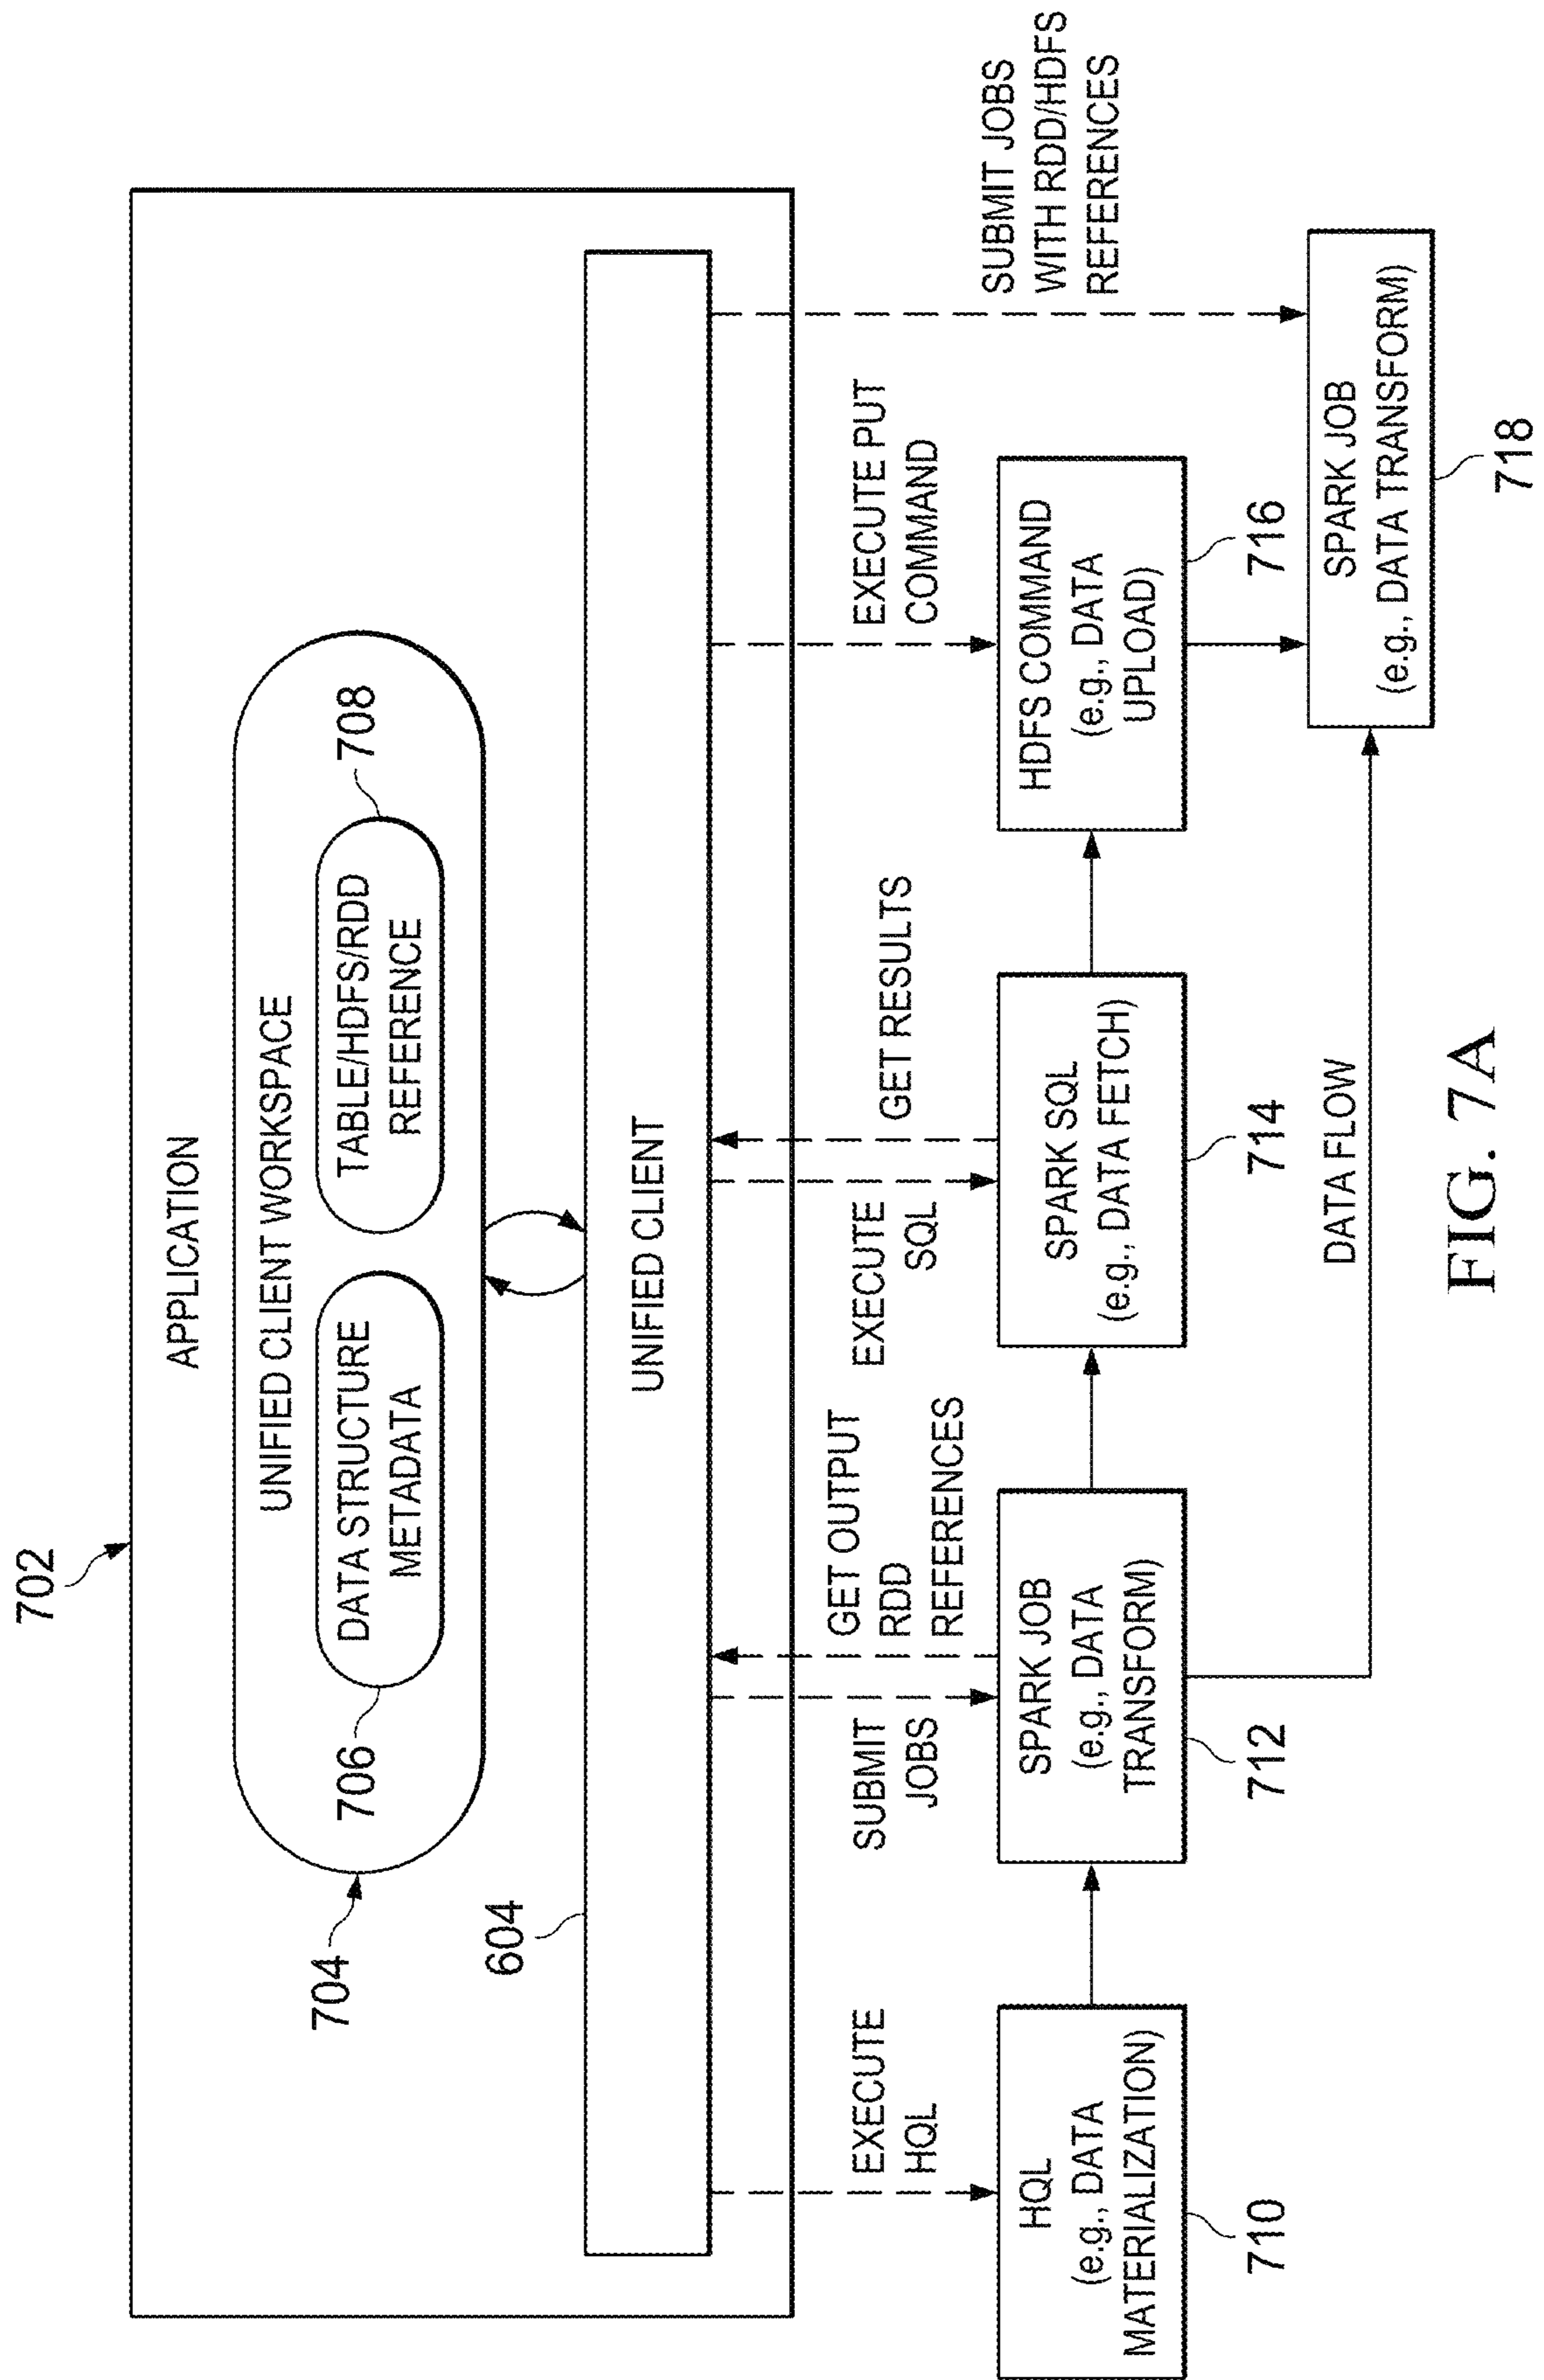 702
APPLICATION
704
UNIFIED CLIENT WORKSPACE
706
DATA STRUCTURE
METADATA
708
TABLE/HDFS/RDD
REFERENCE
604
UNIFIED CLIENT
EXECUTE
HQL
SUBMIT
JOBS
GET OUTPUT
RDD
REFERENCES
EXECUTE
SQL
GET RESULTS
EXECUTE PUT
COMMAND
SUBMIT JOBS
WITH RDD/HDFS
REFERENCES
HQL
(e.g., DATA
MATERIALIZATION)
710
SPARK JOB
(e.g., DATA
TRANSFORM)
712
SPARK SQL
(e.g., DATA FETCH)
714
HDFS COMMAND
(e.g., DATA
UPLOAD)
716
DATA FLOW
SPARK JOB
(e.g., DATA TRANSFORM)
718
FIG. 7A